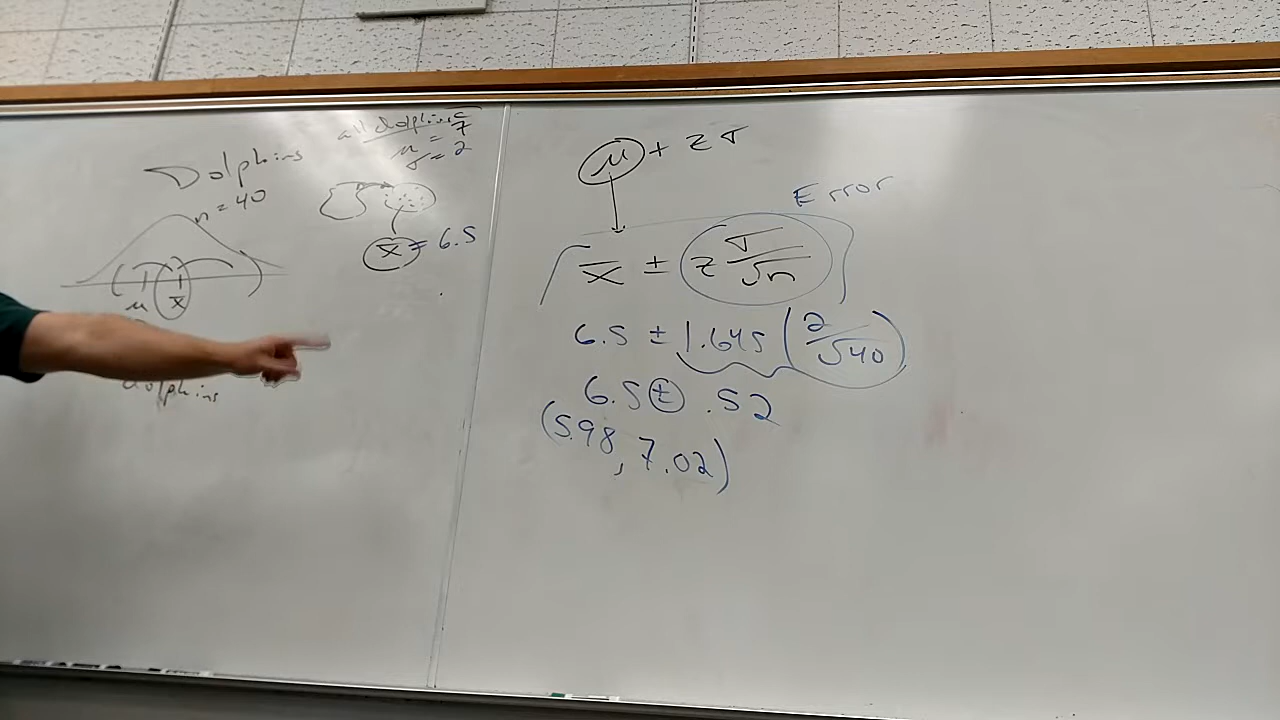 Dolphins
n = 40
all dolphins
μ = 7
σ = 2
x̄ = 6.5
μ x̄
dolphins
μ + zσ
Error
x̄ ± z σ/√n
6.5 ± 1.645 (2/√40)
6.5 ± .52
(5.98, 7.02)